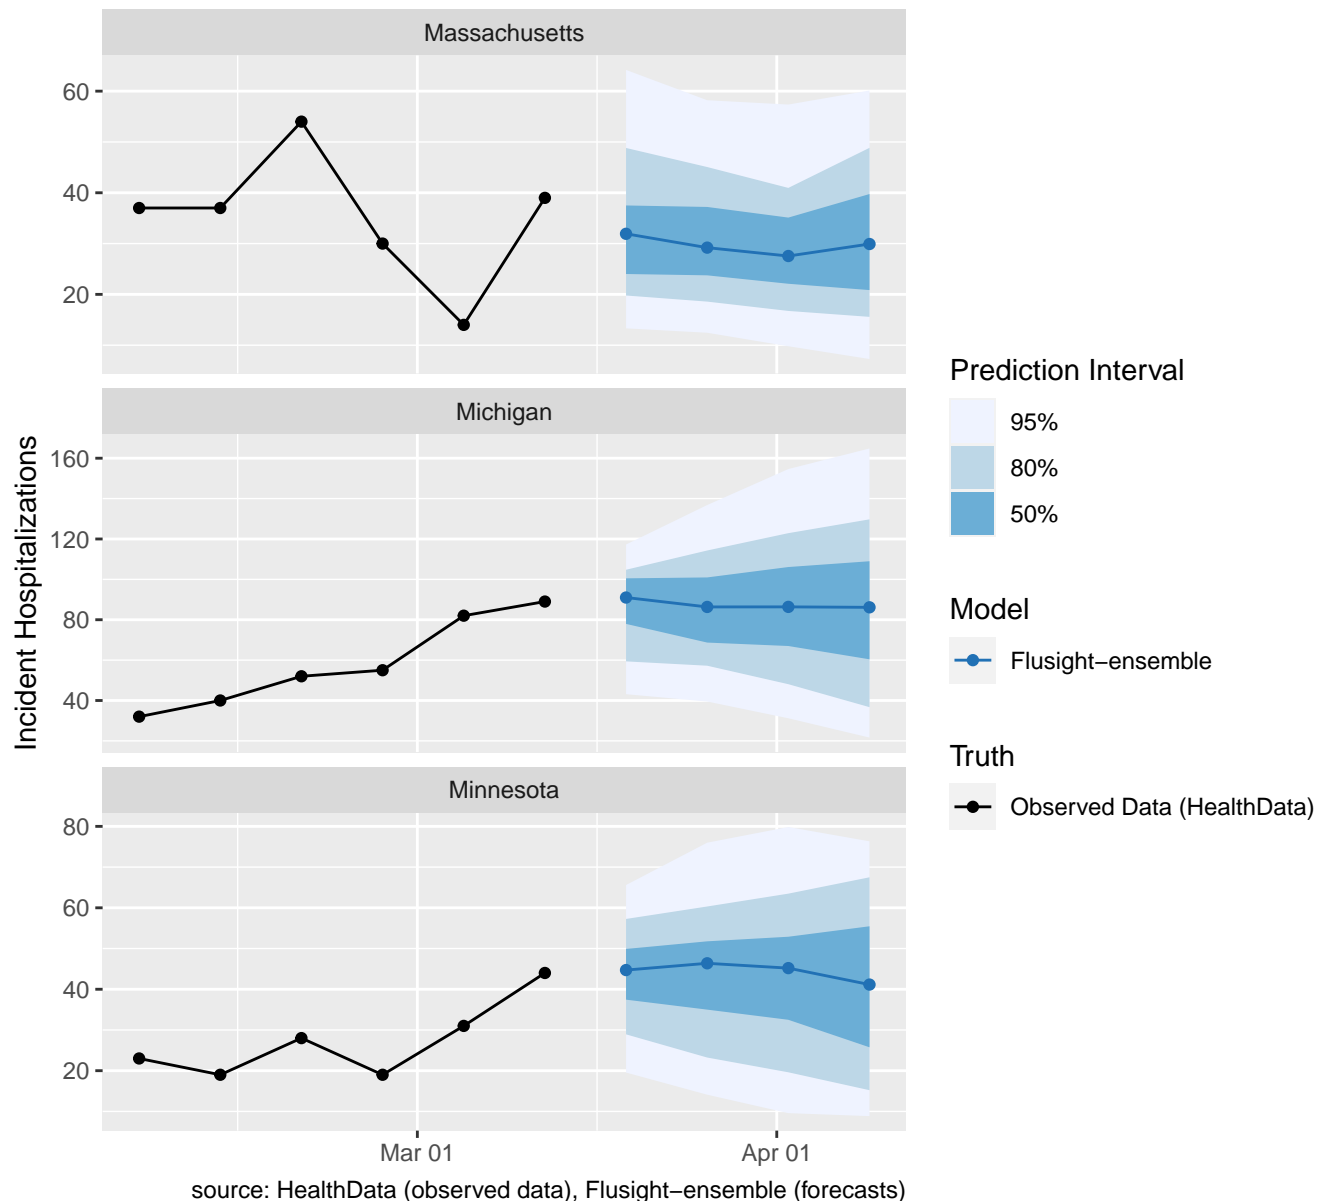 Massachusetts
60
40
20
Michigan
160
120
80
40
Minnesota
80
60
40
20
Mar 01
Apr 01
Incident Hospitalizations
source: HealthData (observed data), Flusight−ensemble (forecasts)
Prediction Interval
95%
80%
50%
Model
Flusight−ensemble
Truth
Observed Data (HealthData)